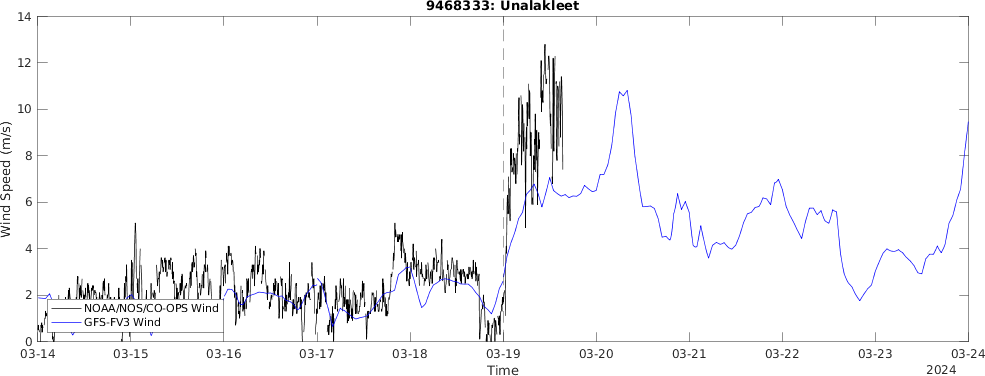 9468333: Unalakleet
Wind Speed (m/s)
14
12
10
8
6
4
2
0
NOAA/NOS/CO-OPS Wind
GFS-FV3 Wind
03-14 03-15 03-16 03-17 03-18 03-19 03-20 03-21 03-22 03-23 03-24
Time
2024